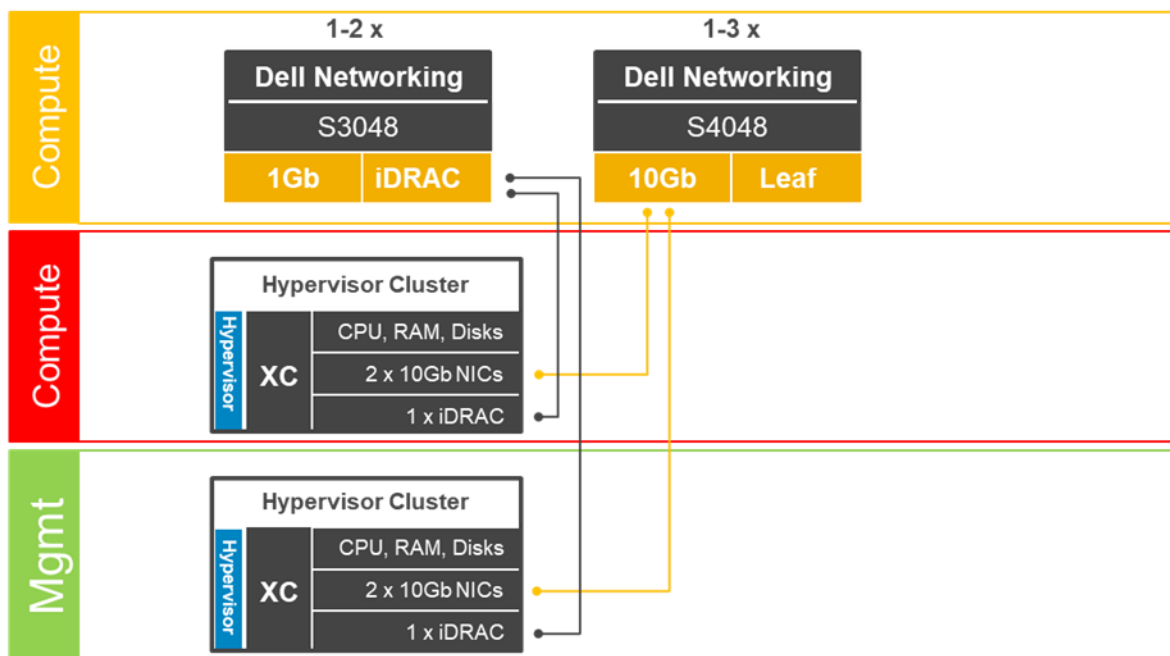 Compute
1-2 x
1-3 x
Dell Networking
S3048
1Gb
iDRAC
Dell Networking
S4048
10Gb
Leaf
Compute
Hypervisor Cluster
Hypervisor
XC
CPU, RAM, Disks
2 x 10Gb NICs
1 x iDRAC
Mgmt
Hypervisor Cluster
Hypervisor
XC
CPU, RAM, Disks
2 x 10Gb NICs
1 x iDRAC